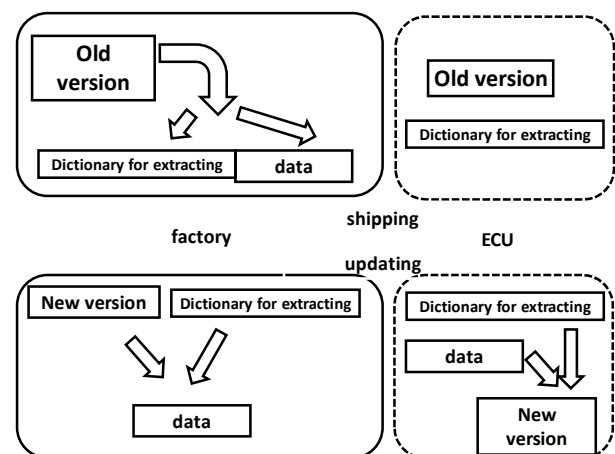 Old
version
Dictionary for extracting
data
Old version
Dictionary for extracting
factory
shipping
updating
ECU
New version
Dictionary for extracting
data
Dictionary for extracting
data
New
version